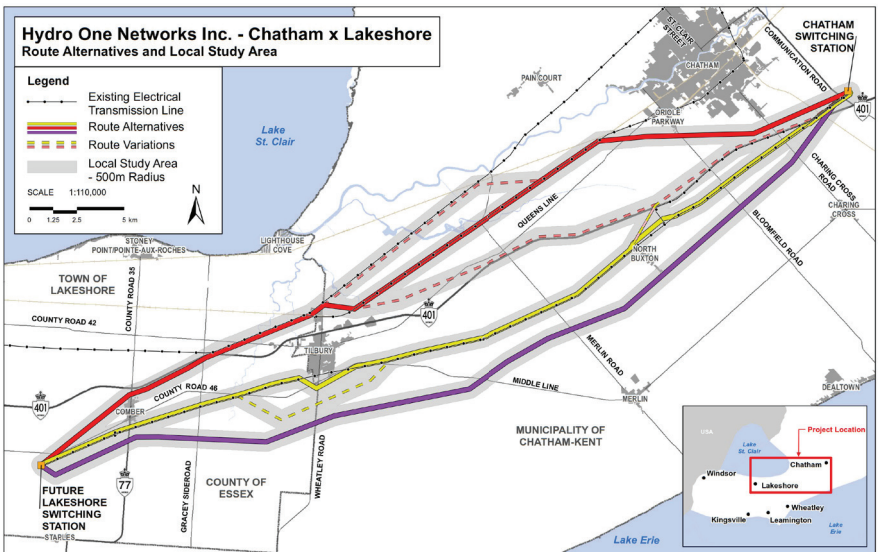 Hydro One Networks Inc. - Chatham x Lakeshore
Route Alternatives and Local Study Area
Legend
Existing Electrical
Transmission Line
Route Alternatives
Route Variations
Local Study Area
- 500m Radius
SCALE 1:110,000
0 1.25 2.5 5 km
N
Lake
St. Clair
PAIN COURT
ST. CLAIR
STREET
CHATHAM
COMMUNICATION ROAD
CHATHAM
SWITCHING
STATION
401
ORIOLE
PARKWAY
CHARING CROSS
ROAD
CHARING
CROSS
QUEENS LINE
BLOOMFIELD ROAD
NORTH
BUXTON
STONEY
POINT/POINTE-AUX-ROCHES
LIGHTHOUSE
COVE
TOWN OF
LAKESHORE
COUNTY ROAD 35
COUNTY ROAD 42
401
TILBURY
MERLIN ROAD
COUNTY ROAD 46
MIDDLE LINE
MERLIN
DEALTOWN
401
COMBER
MUNICIPALITY OF
CHATHAM-KENT
77
GRACEY SIDEROAD
COUNTY OF
ESSEX
WHEATLEY ROAD
FUTURE
LAKESHORE
SWITCHING
STATION
STAPLES
Lake Erie
USA
Project Location
Lake
St. Clair
Chatham
Windsor
Lakeshore
Wheatley
Kingsville
Leamington
Lake
Erie